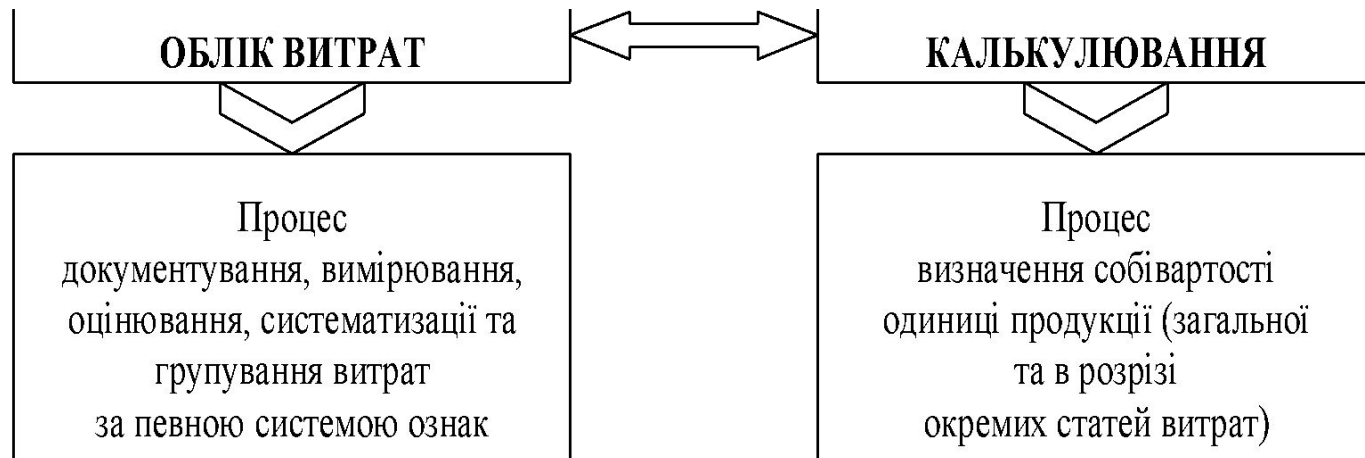 ОБЛІК ВИТРАТ
КАЛЬКУЛЮВАННЯ
Процес
документування, вимірювання,
оцінювання, систематизації та
групування витрат
за певною системою ознак
Процес
визначення собівартості
одиниці продукції (загальної
та в розрізі
окремих статей витрат)